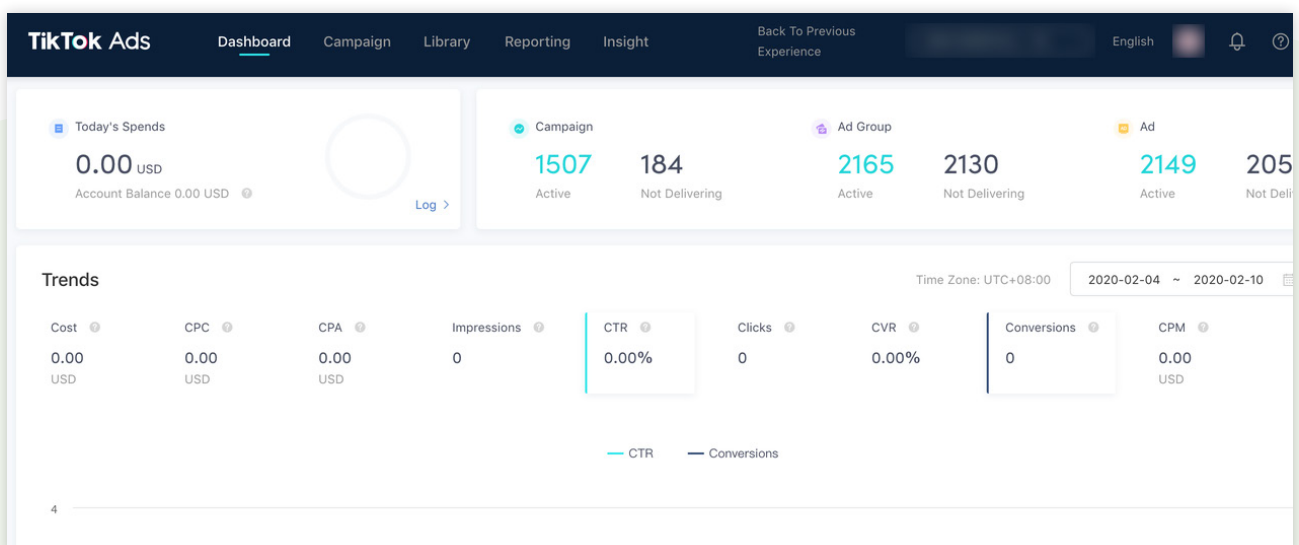 TikTok Ads Dashboard Campaign Library Reporting Insight Back To Previous Experience English
Today's Spends
0.00 USD
Account Balance 0.00 USD
Log >
Campaign
1507 184
Active Not Delivering
Ad Group
2165 2130
Active Not Delivering
Ad
2149 205
Active Not Deli
Trends
Time Zone: UTC+08:00 2020-02-04 ~ 2020-02-10
Cost CPC CPA Impressions CTR Clicks CVR Conversions CPM
0.00 0.00 0.00 0 0.00% 0 0.00% 0 0.00
USD USD USD USD
CTR Conversions
4